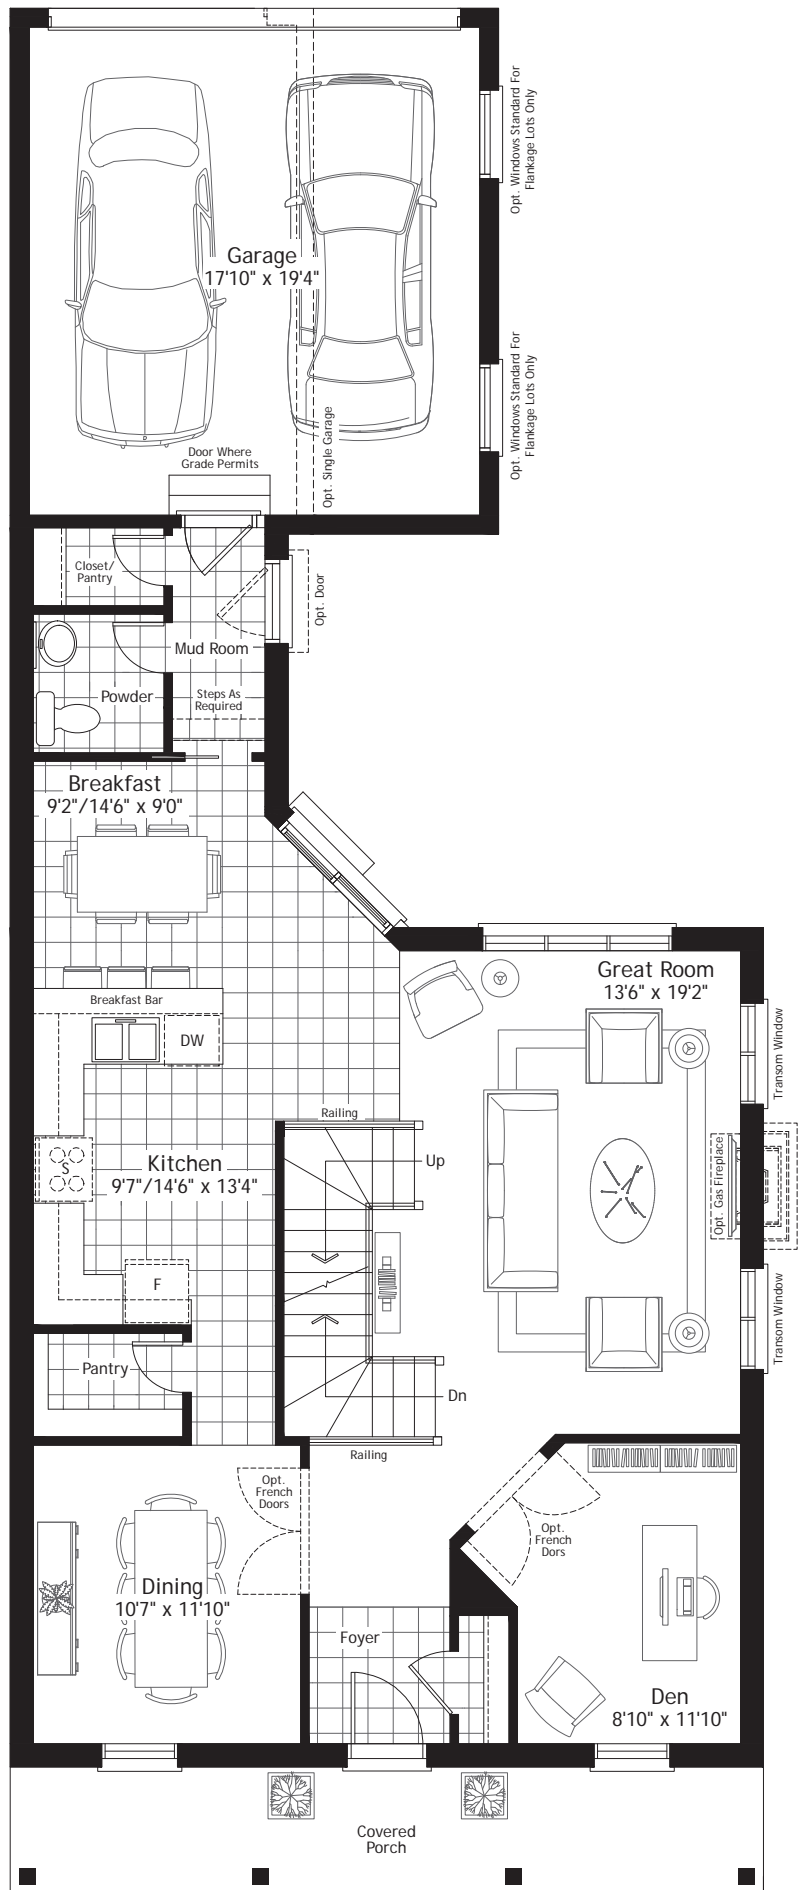 Opt. Windows Standard For
Flankage Lots Only
Garage
17'10" x 19'4"
Opt. Windows Standard For
Flankage Lots Only
Opt. Single Garage
Door Where
Grade Permits
Closet/
Pantry
Opt. Door
Mud Room
Powder
Steps As
Required
Breakfast
9'2"/14'6" x 9'0"
Great Room
13'6" x 19'2"
Breakfast Bar
DW
Transom Window
Railing
Up
Kitchen
9'7"/14'6" x 13'4"
S
Opt. Gas Fireplace
F
Transom Window
Pantry
Dn
Railing
Opt.
French
Doors
Opt.
French
Dors
Dining
10'7" x 11'10"
Foyer
Den
8'10" x 11'10"
Covered
Porch